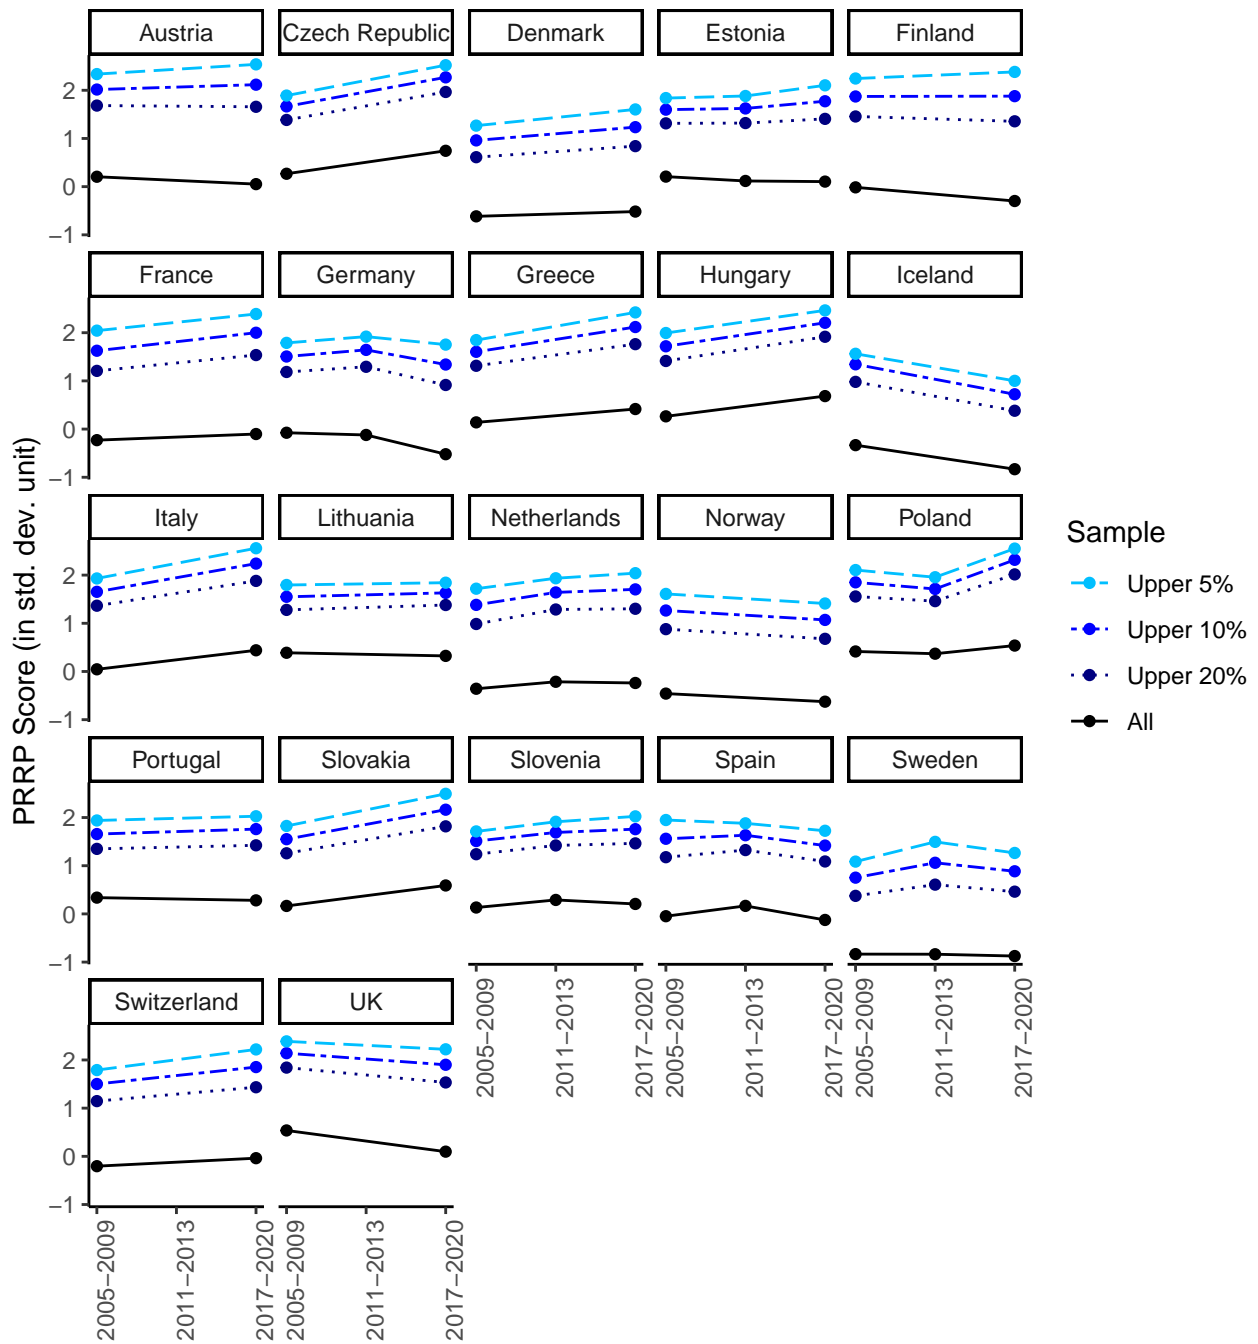 Austria
Czech Republic
Denmark
Estonia
Finland
2
1
0
−1
France
Germany
Greece
Hungary
Iceland
2
1
0
−1
Italy
Lithuania
Netherlands
Norway
Poland
2
1
0
−1
Portugal
Slovakia
Slovenia
Spain
Sweden
2
1
0
−1
Switzerland
UK
2
1
0
−1
2005−2009
2011−2013
2017−2020
2005−2009
2011−2013
2017−2020
2005−2009
2011−2013
2017−2020
2005−2009
2011−2013
2017−2020
2005−2009
2011−2013
2017−2020
PRRP Score (in std. dev. unit)
Sample
Upper 5%
Upper 10%
Upper 20%
All